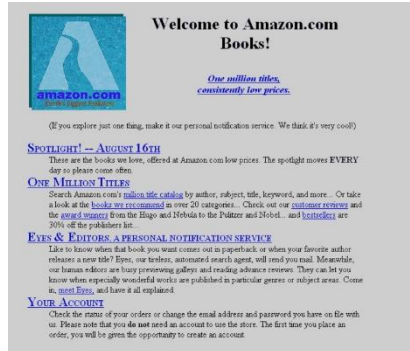 Welcome to Amazon.com
Books!
One million titles,
consistently low prices.
amazon.com
(If you explore just one thing, make it our personal notification service. We think it's very cool!)
SPOTLIGHT! -- AUGUST 16TH
These are the books we love, offered at Amazon.com low prices. The spotlight moves EVERY
day so please come often.
ONE MILLION TITLES
Search Amazon.com's million title catalog by author, subject, title, keyword, and more... Or take
a look at the books we recommend in over 20 categories... Check out our customer reviews and
the award winners from the Hugo and Nebula to the Pulitzer and Nobel... and bestsellers are
30% off the publishers list...
EYES & EDITORS, A PERSONAL NOTIFICATION SERVICE
Like to know when that book you want comes out in paperback or when your favorite author
releases a new title? Eyes, our tireless, automated search agent, will send you mail. Meanwhile,
our human editors are busy previewing galleys and reading advance reviews. They can let you
know when especially wonderful works are published in particular genres or subject areas. Come
in, meet Eyes, and have it all explained.
YOUR ACCOUNT
Check the status of your orders or change the email address and password you have on file with
us. Please note that you do not need an account to use the store. The first time you place an
order, you will be given the opportunity to create an account.